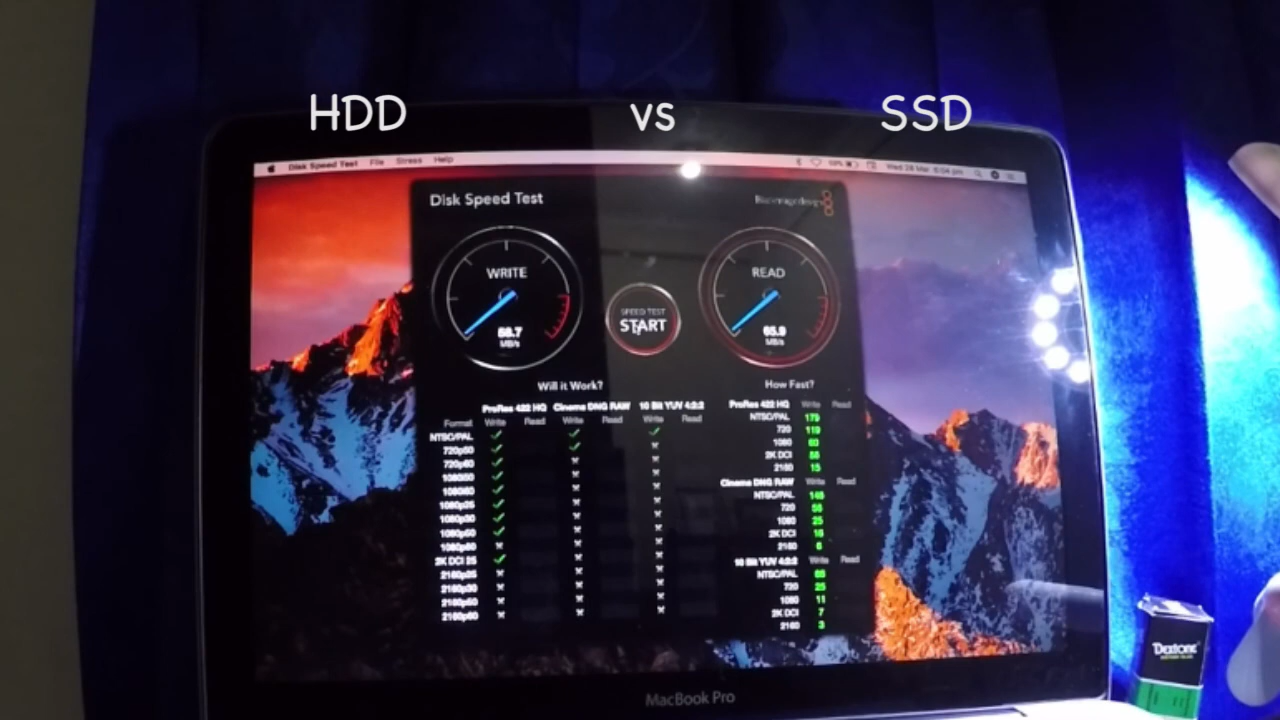 HDD vs SSD
Disk Speed Test File Stress Help
Disk Speed Test
Blackmagicdesign
WRITE
MB/s
SPEED TEST
START
READ
MB/s
Will it Work?
How Fast?
ProRes 422 HQ Cinema DNG RAW 10 Bit YUV 4:2:2
Format Write Read Write Read Write Read
NTSC/PAL
720p50
720p60
1080i50
1080i60
1080p25
1080p30
1080p50
1080p60
2K DCI 25
2160p25
2160p30
2160p50
2160p60
ProRes 422 HQ Write Read
NTSC/PAL 179
720 119
1080
2K DCI
2160 15
Cinema DNG RAW Write Read
NTSC/PAL
720
1080 25
2K DCI
2160
10 Bit YUV 4:2:2 Write Read
NTSC/PAL
720 25
1080 11
2K DCI 7
2160 3
MacBook Pro
Dextone